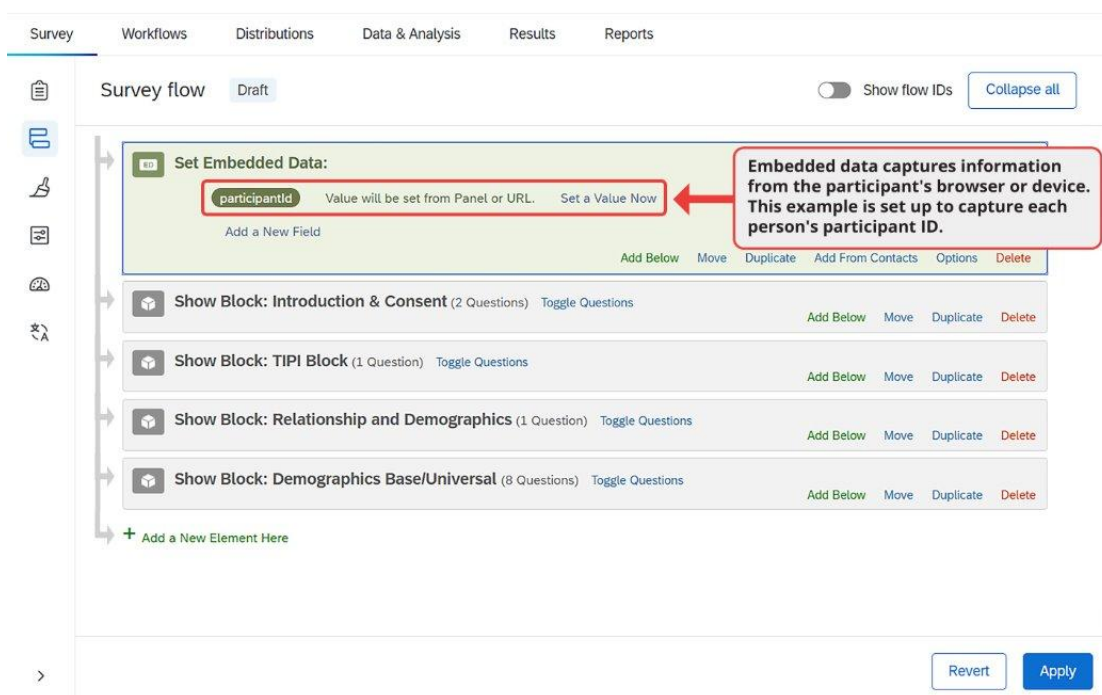 Survey Workflows Distributions Data & Analysis Results Reports
Survey flow Draft Show flow IDs Collapse all
ED Set Embedded Data:
participantId Value will be set from Panel or URL. Set a Value Now
Add a New Field
Embedded data captures information
from the participant's browser or device.
This example is set up to capture each
person's participant ID.
Add Below Move Duplicate Add From Contacts Options Delete
Show Block: Introduction & Consent (2 Questions) Toggle Questions
Add Below Move Duplicate Delete
Show Block: TIPI Block (1 Question) Toggle Questions
Add Below Move Duplicate Delete
Show Block: Relationship and Demographics (1 Question) Toggle Questions
Add Below Move Duplicate Delete
Show Block: Demographics Base/Universal (8 Questions) Toggle Questions
Add Below Move Duplicate Delete
+ Add a New Element Here
Revert Apply